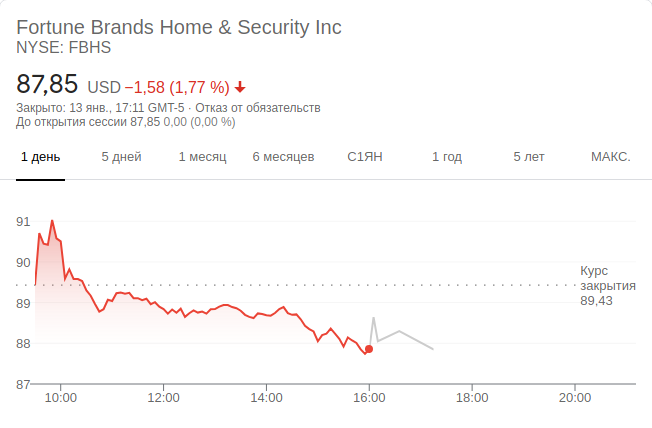 Fortune Brands Home & Security Inc
NYSE: FBHS
87,85 USD −1,58 (1,77 %)
Закрыто: 13 янв., 17:11 GMT-5 · Отказ от обязательств
До открытия сессии 87,85 0,00 (0,00 %)
1 день 5 дней 1 месяц 6 месяцев С1ЯН 1 год 5 лет МАКС.
91
90
Курс
закрытия
89,43
89
88
87
10:00 12:00 14:00 16:00 18:00 20:00